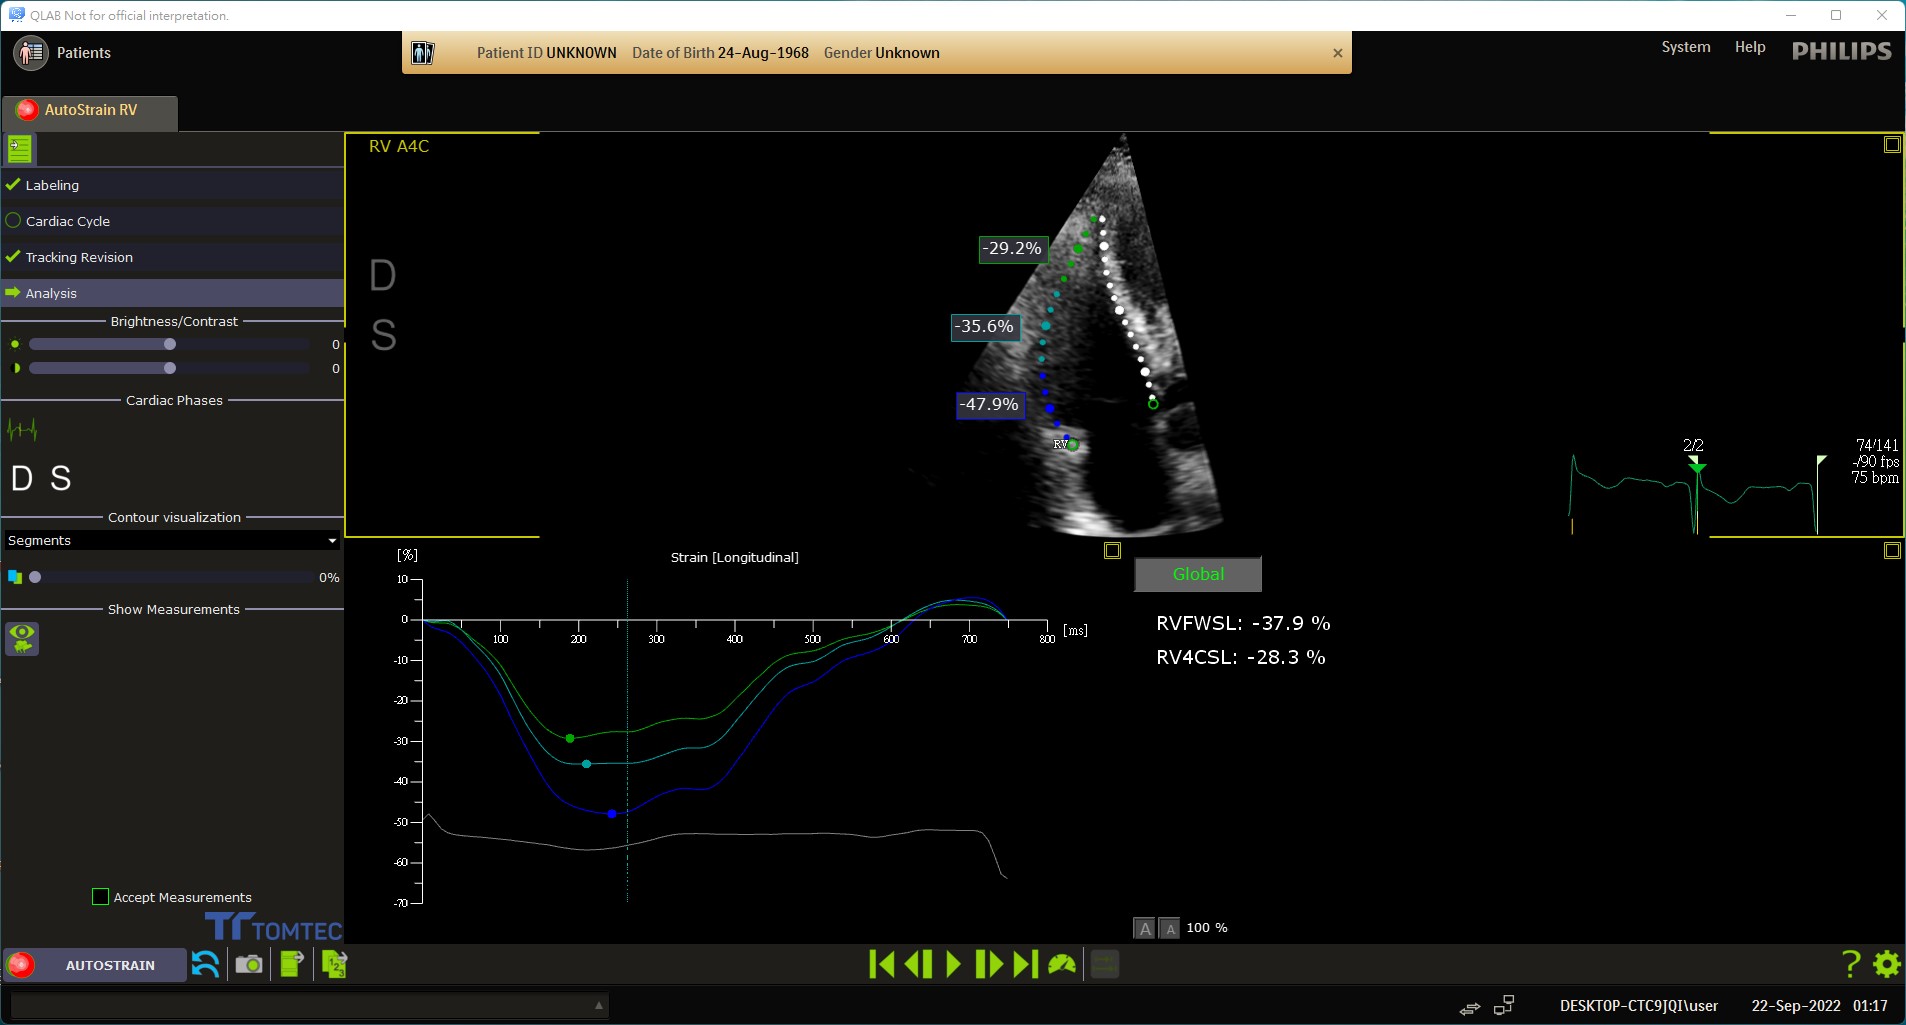 QLAB Not for official interpretation.
Patients
Patient ID UNKNOWN Date of Birth 24-Aug-1968 Gender Unknown
System Help PHILIPS
AutoStrain RV
Labeling
Cardiac Cycle
Tracking Revision
Analysis
Brightness/Contrast
0
0
Cardiac Phases
D S
Contour visualization
Segments
0%
Show Measurements
Accept Measurements
TOMTEC
RV A4C
D
S
-29.2%
-35.6%
-47.9%
RV
2/2
74/141
-/90 fps
75 bpm
[%]
Strain [Longitudinal]
10
0
-10
-20
-30
-40
-50
-60
-70
100 200 300 400 500 600 700 800 [ms]
Global
RVFWSL: -37.9 %
RV4CSL: -28.3 %
A A 100 %
AUTOSTRAIN
1 2 3
?
DESKTOP-CTC9JQI\user 22-Sep-2022 01:17